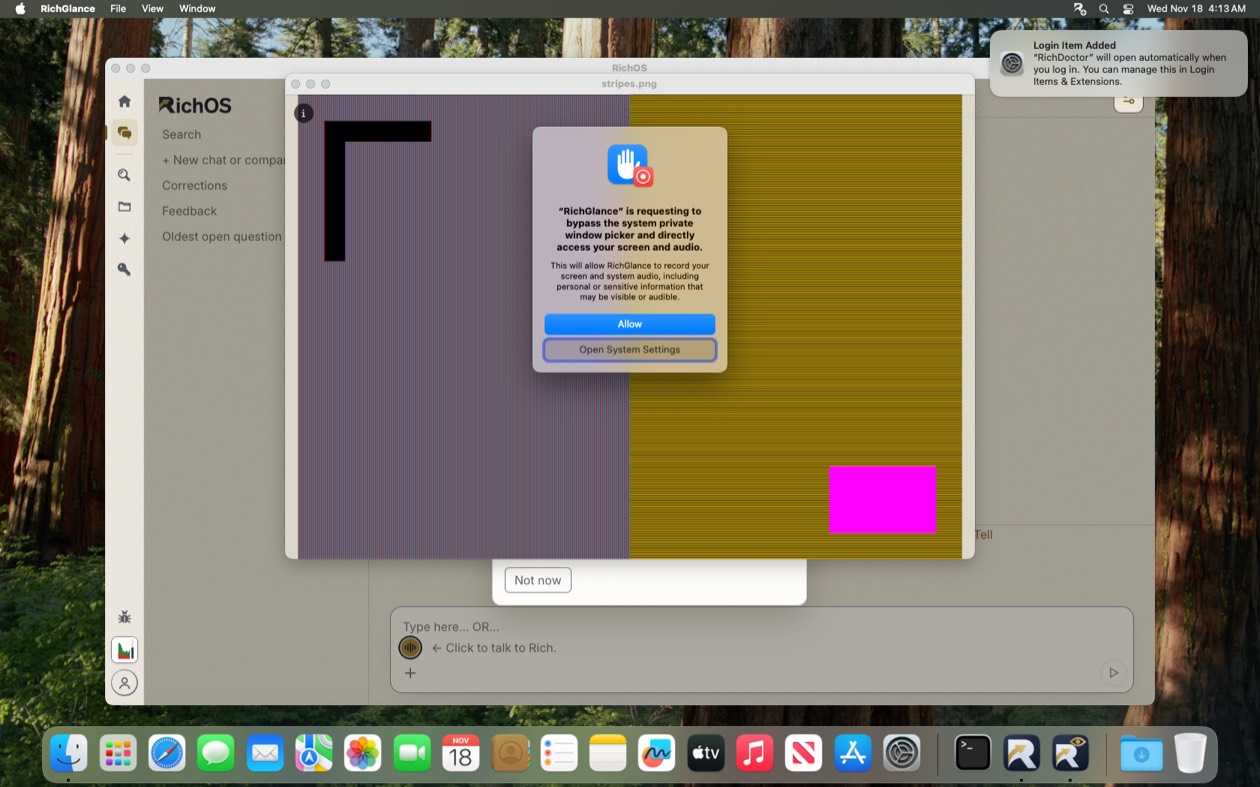 RichGlance File View Window Wed Nov 18 4:13 AM
Login Item Added
“RichDoctor” will open automatically when
you log in. You can manage this in Login
Items & Extensions.
RichOS
stripes.png
RichOS
Search
+ New chat or compa
Corrections
Feedback
Oldest open question
i
“RichGlance” is requesting to
bypass the system private
window picker and directly
access your screen and audio.
This will allow RichGlance to record your
screen and system audio, including
personal or sensitive information that
may be visible or audible.
Allow
Open System Settings
Tell
Not now
Type here... OR...
← Click to talk to Rich.
NOV
18
tv